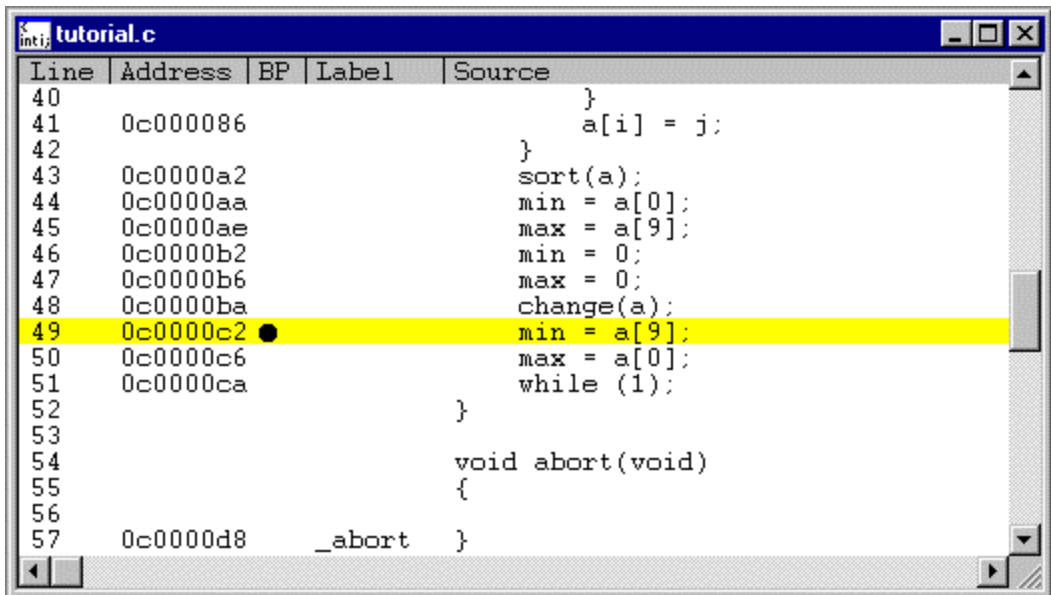 inti; tutorial.c
Line Address BP Label Source
40 }
41 0c000086 a[i] = j;
42 }
43 0c0000a2 sort(a);
44 0c0000aa min = a[0];
45 0c0000ae max = a[9];
46 0c0000b2 min = 0;
47 0c0000b6 max = 0;
48 0c0000ba change(a);
49 0c0000c2 min = a[9];
50 0c0000c6 max = a[0];
51 0c0000ca while (1);
52 }
53
54 void abort(void)
55 {
56
57 0c0000d8 _abort }